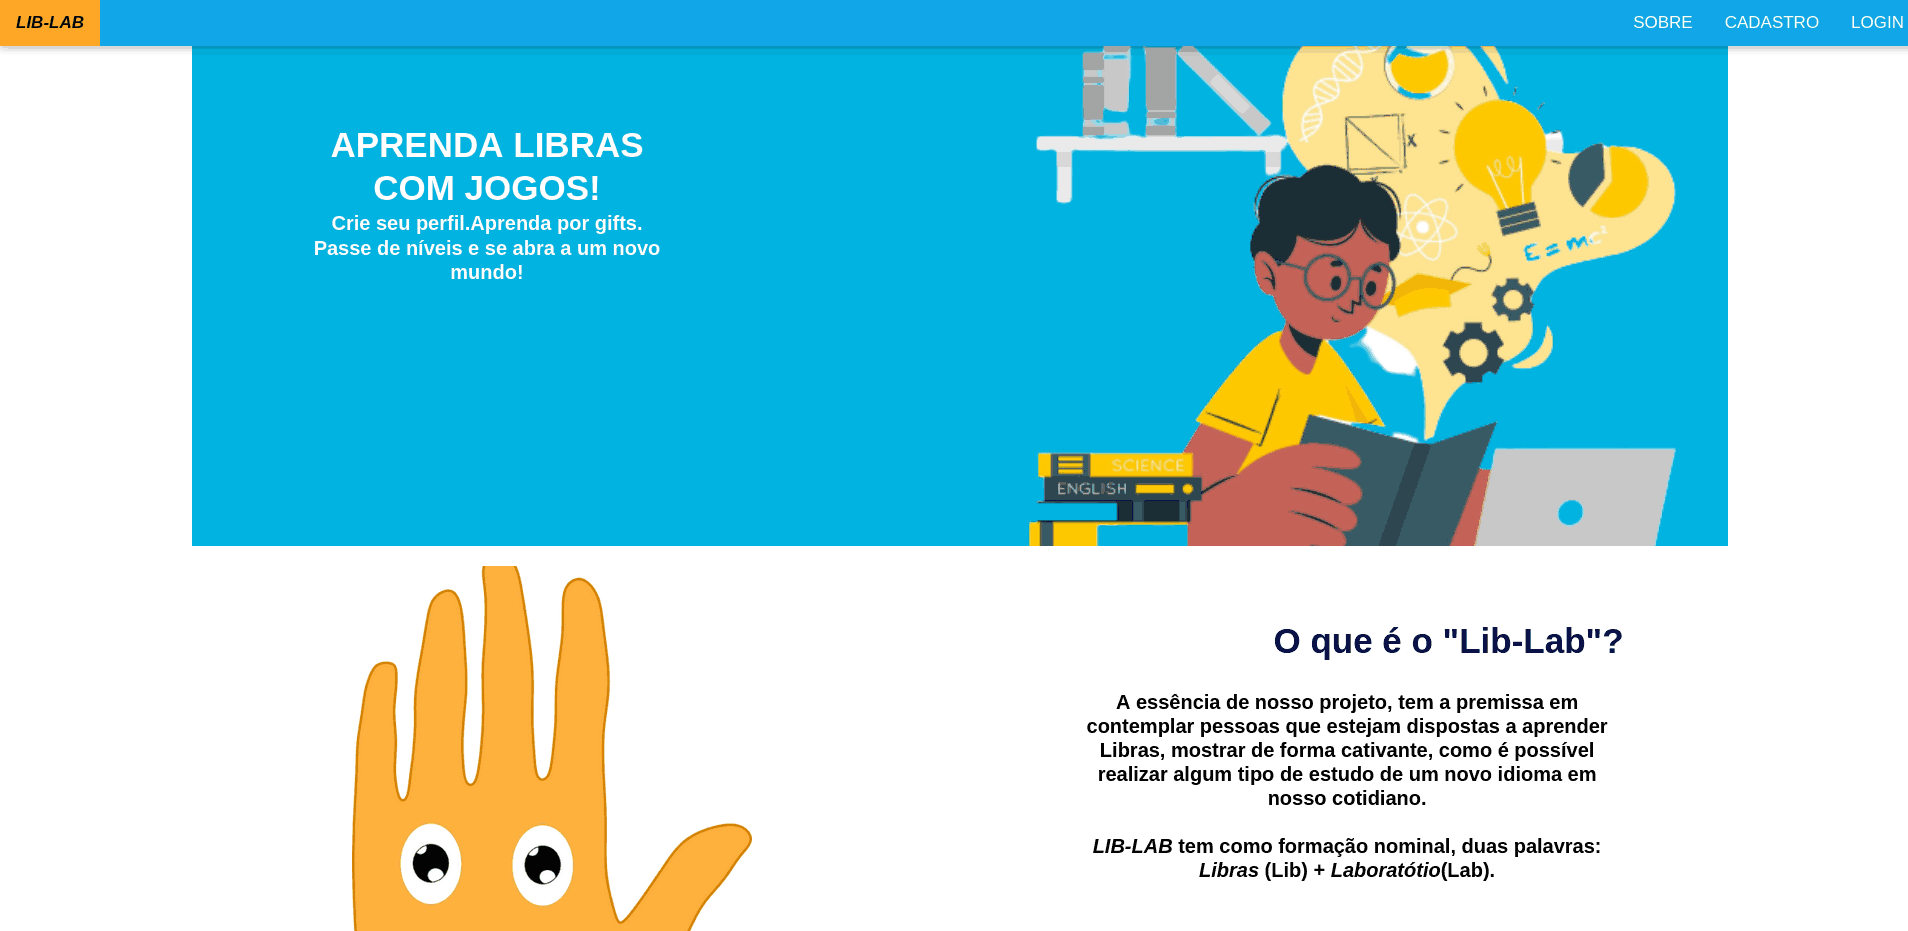 LIB-LAB
SOBRE
CADASTRO
LOGIN
APRENDA LIBRAS
COM JOGOS!
Crie seu perfil.Aprenda por gifts.
Passe de níveis e se abra a um novo
mundo!
x
E = mc²
SCIENCE
ENGLISH
O que é o "Lib-Lab"?
A essência de nosso projeto, tem a premissa em
contemplar pessoas que estejam dispostas a aprender
Libras, mostrar de forma cativante, como é possível
realizar algum tipo de estudo de um novo idioma em
nosso cotidiano.
LIB-LAB tem como formação nominal, duas palavras:
Libras (Lib) + Laboratótio(Lab).